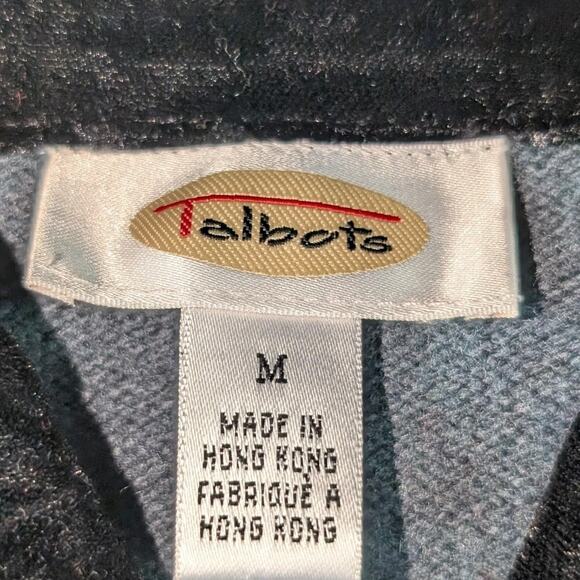 Talbots
M
MADE IN
HONG KONG
FABRIQUÉ À
HONG KONG